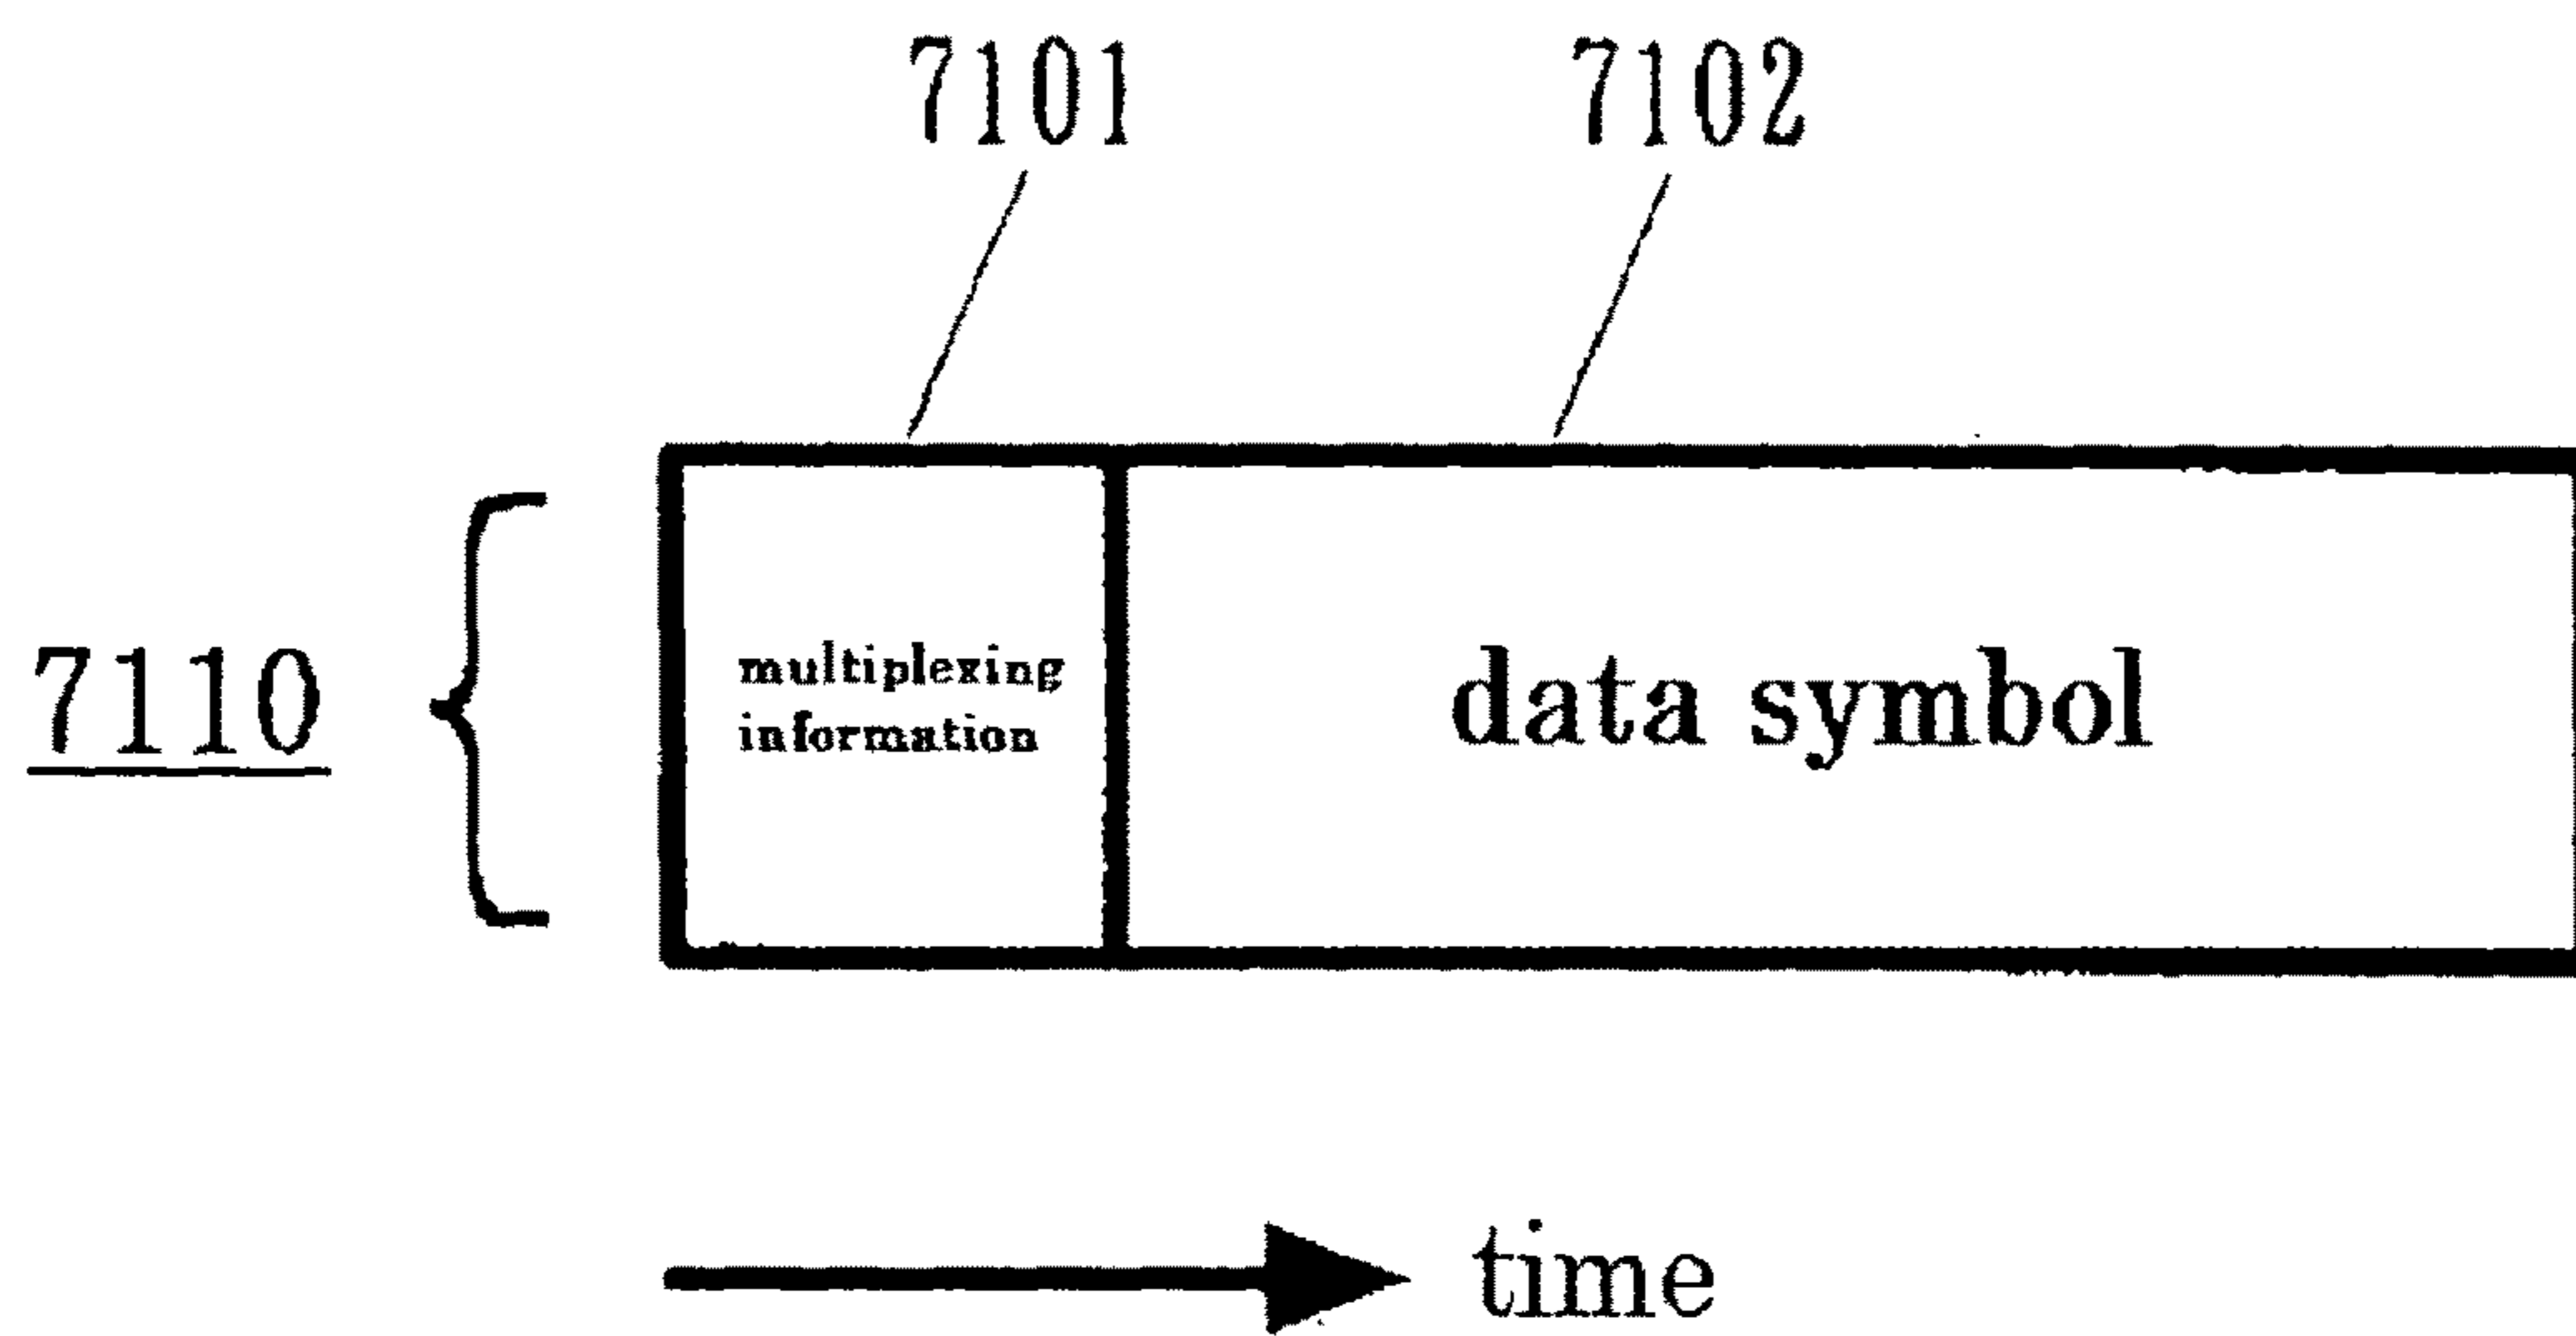 7101 7102
7110
multiplexing
information
data symbol
time